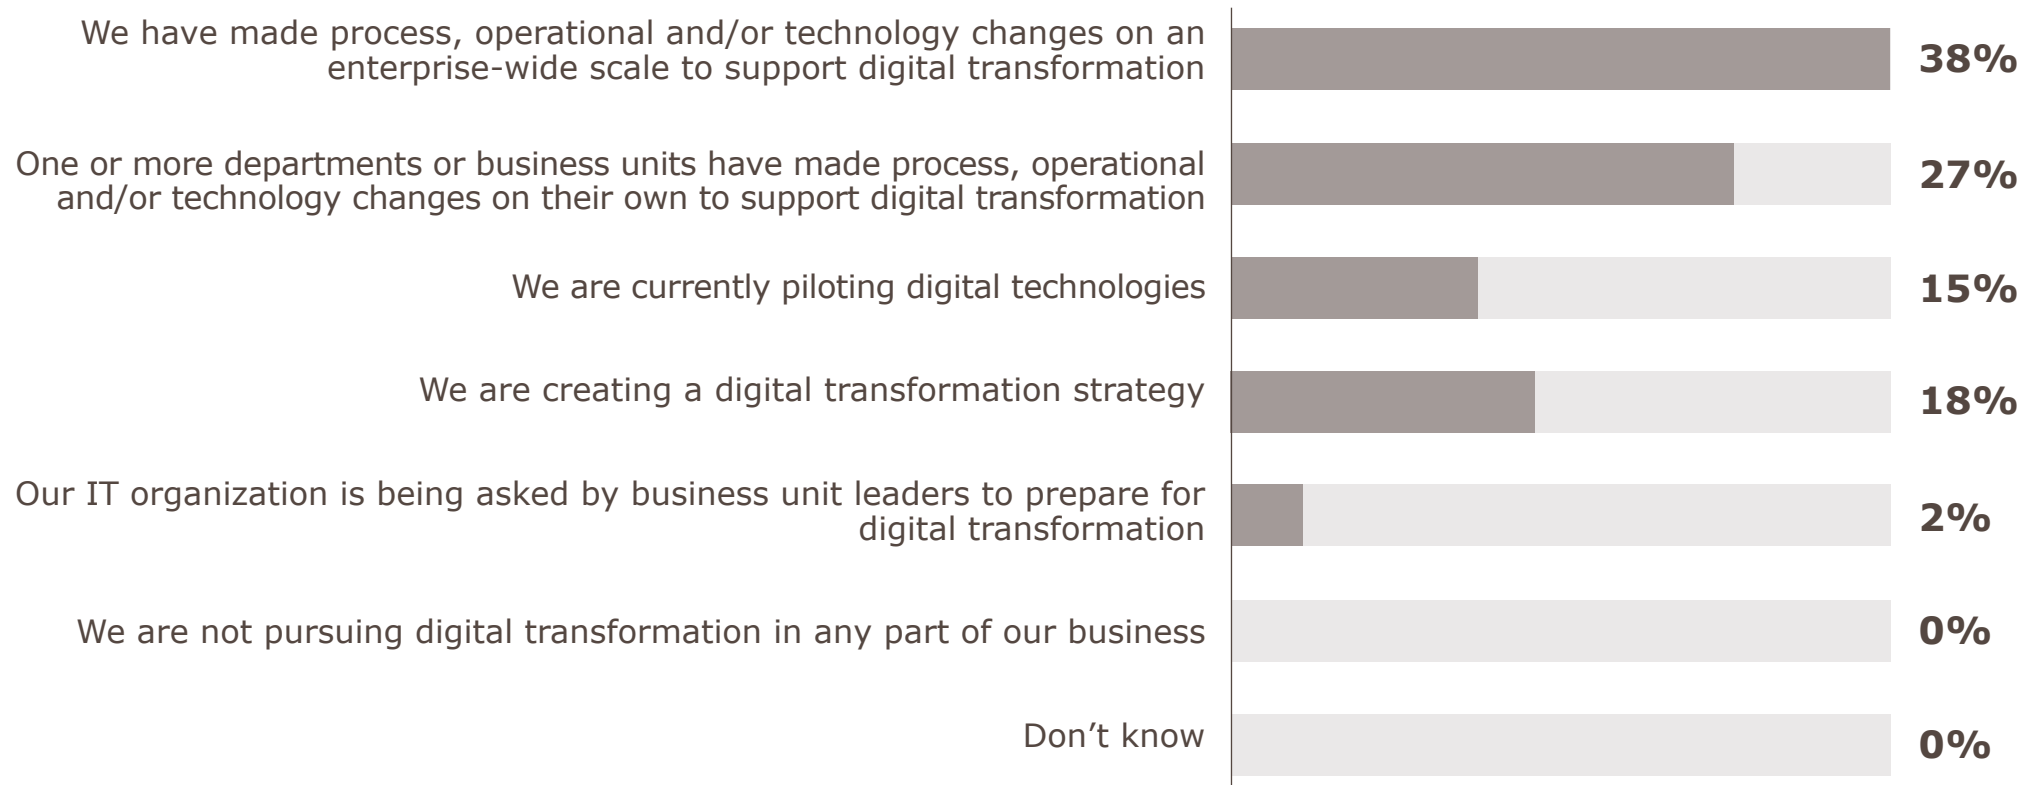 We have made process, operational and/or technology changes on an
enterprise-wide scale to support digital transformation
38%
One or more departments or business units have made process, operational
and/or technology changes on their own to support digital transformation
27%
We are currently piloting digital technologies
15%
We are creating a digital transformation strategy
18%
Our IT organization is being asked by business unit leaders to prepare for
digital transformation
2%
We are not pursuing digital transformation in any part of our business
0%
Don’t know
0%